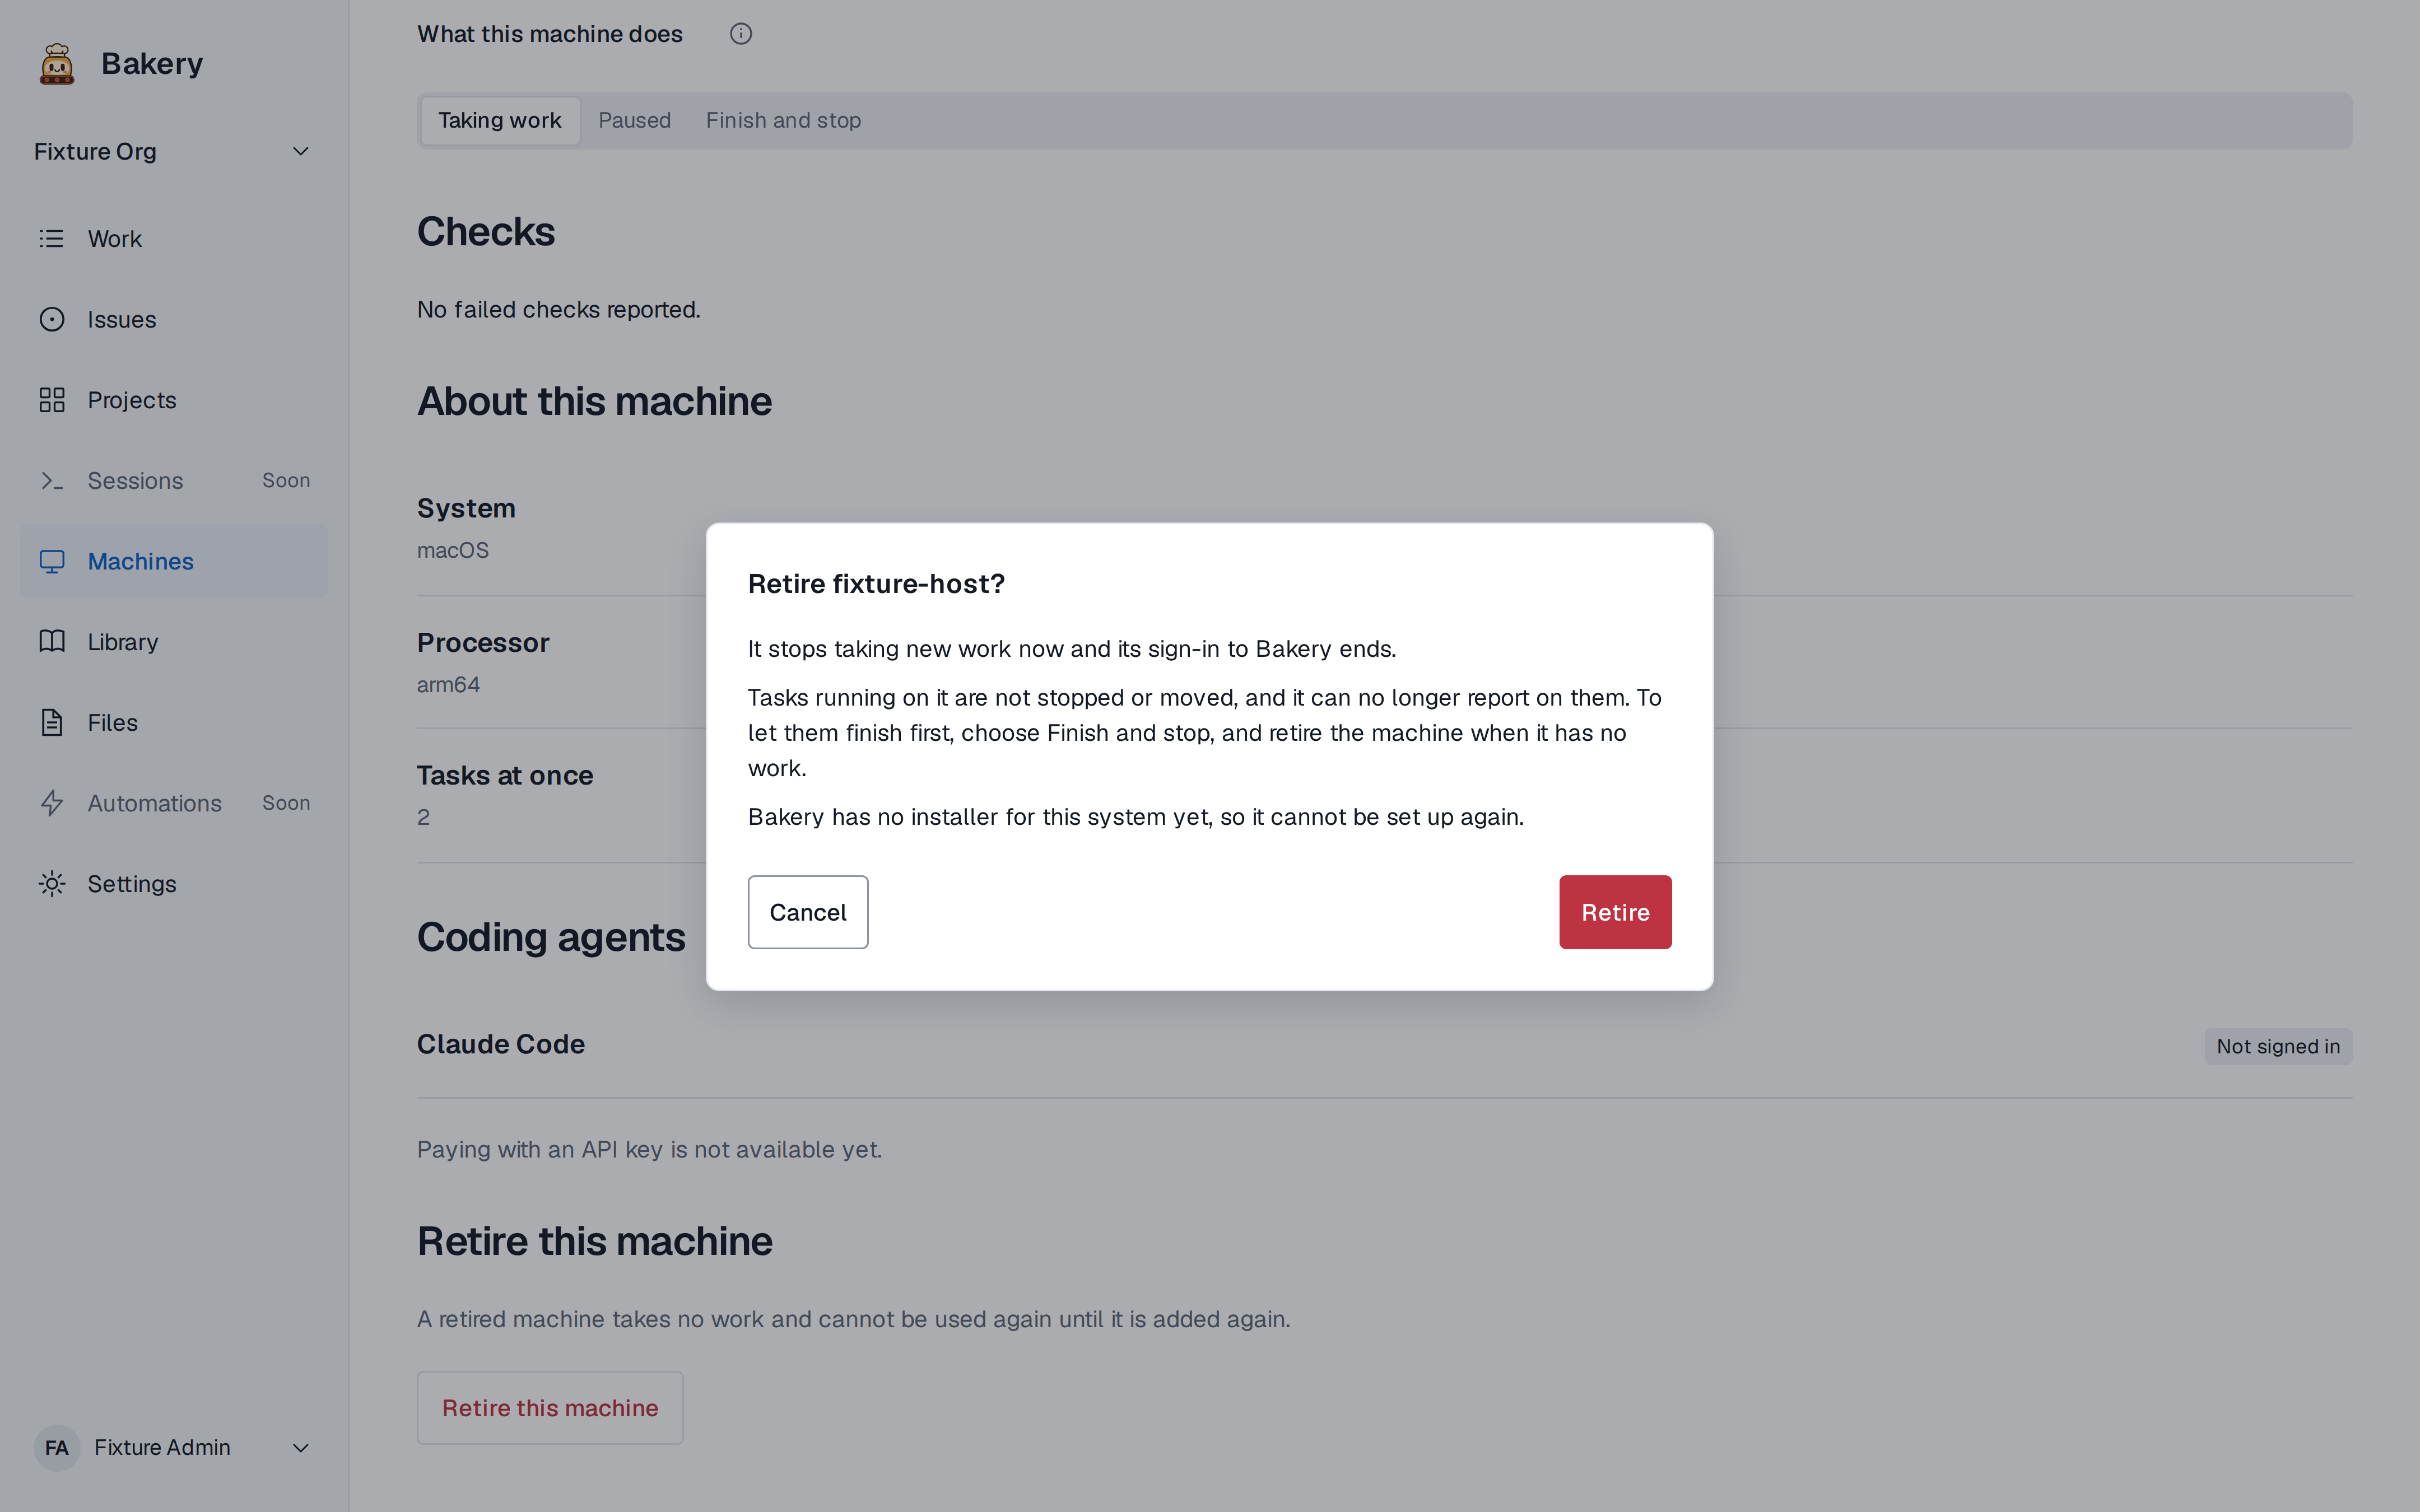 Bakery
Fixture Org
Work
Issues
Projects
Sessions Soon
Machines
Library
Files
Automations Soon
Settings
FA Fixture Admin
What this machine does
Taking work Paused Finish and stop
Checks
No failed checks reported.
About this machine
System
macOS
Processor
arm64
Tasks at once
2
Coding agents
Claude Code Not signed in
Paying with an API key is not available yet.
Retire this machine
A retired machine takes no work and cannot be used again until it is added again.
Retire this machine
Retire fixture-host?
It stops taking new work now and its sign-in to Bakery ends.
Tasks running on it are not stopped or moved, and it can no longer report on them. To
let them finish first, choose Finish and stop, and retire the machine when it has no
work.
Bakery has no installer for this system yet, so it cannot be set up again.
Cancel Retire